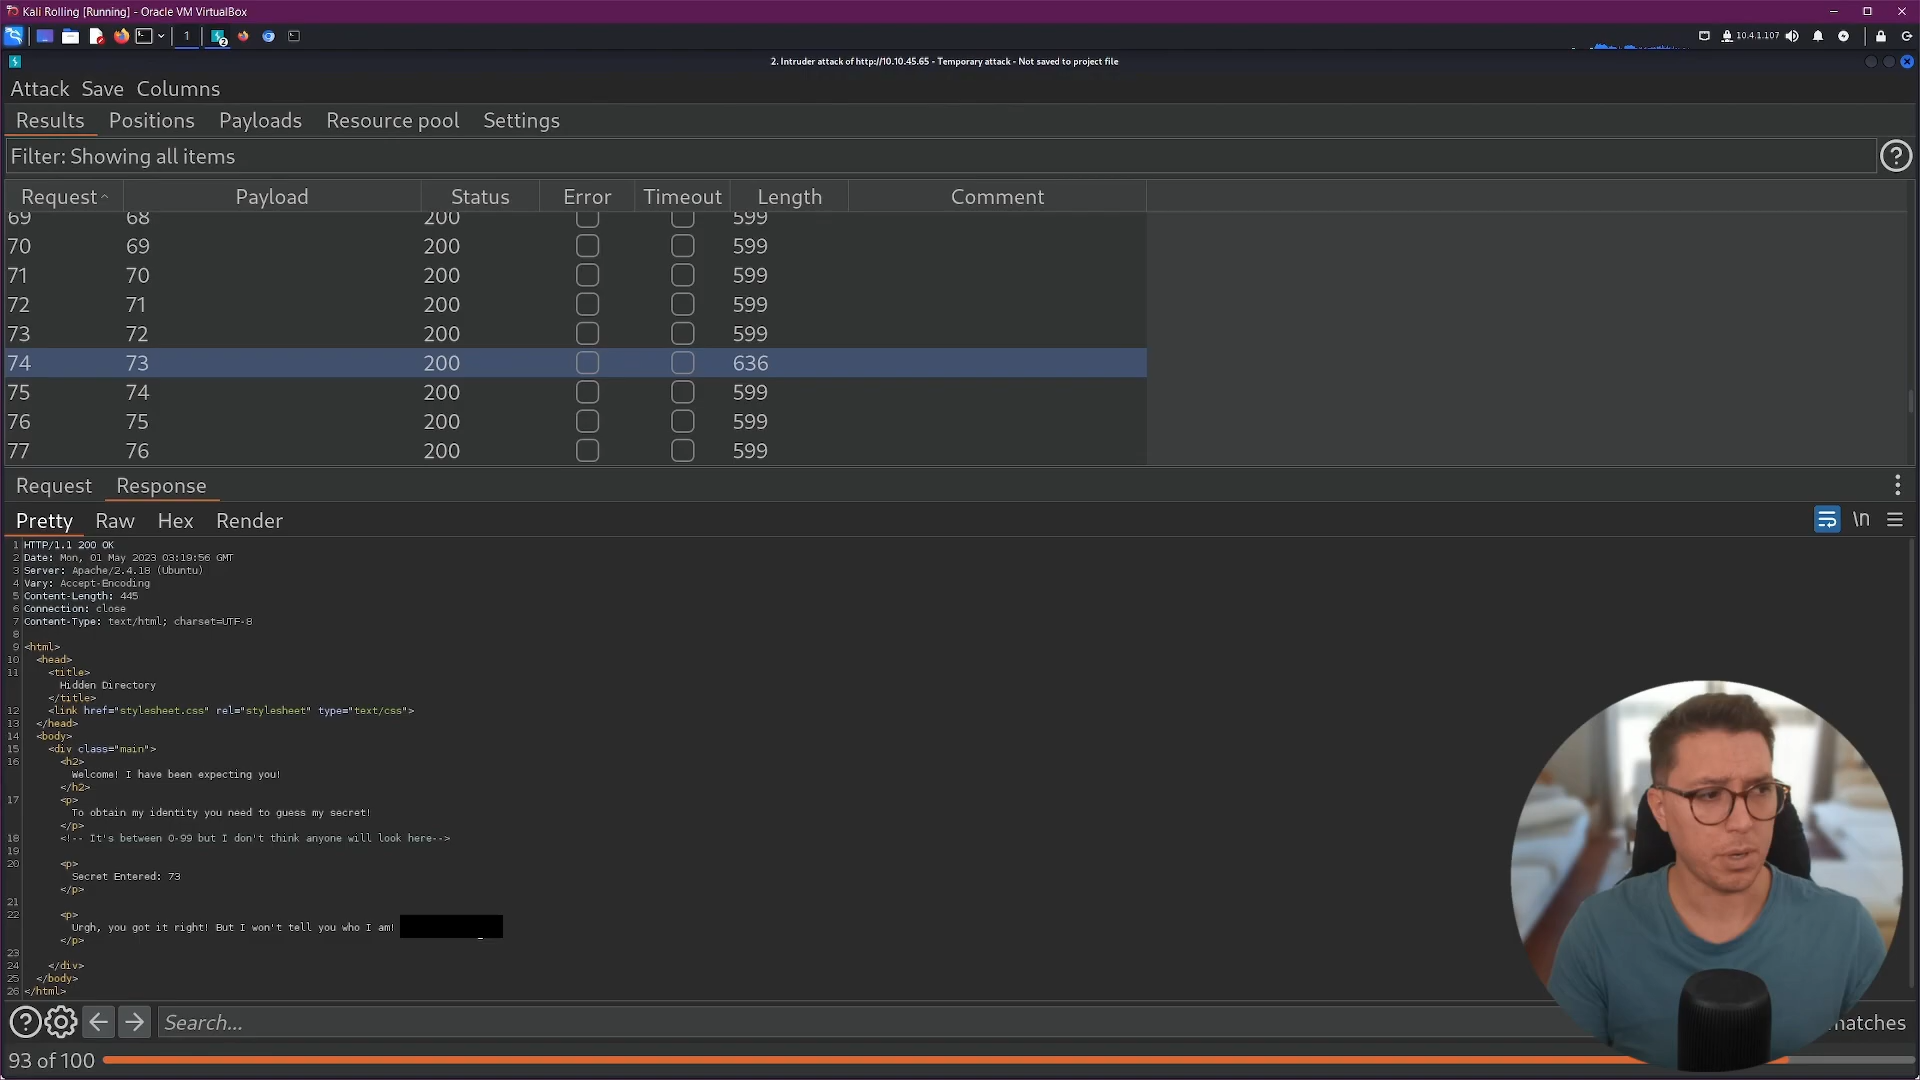 Kali Rolling [Running] - Oracle VM VirtualBox
1
2
10.4.1.107
2. Intruder attack of http://10.10.45.65 - Temporary attack - Not saved to project file
Attack Save Columns
Results Positions Payloads Resource pool Settings
Filter: Showing all items
?
Request Payload Status Error Timeout Length Comment
69 68 200 599
70 69 200 599
71 70 200 599
72 71 200 599
73 72 200 599
74 73 200 636
75 74 200 599
76 75 200 599
77 76 200 599
Request Response
Pretty Raw Hex Render
\n
1 HTTP/1.1 200 OK
2 Date: Mon, 01 May 2023 03:19:56 GMT
3 Server: Apache/2.4.18 (Ubuntu)
4 Vary: Accept-Encoding
5 Content-Length: 445
6 Connection: close
7 Content-Type: text/html; charset=UTF-8
8
9 <html>
10 <head>
11 <title>
Hidden Directory
</title>
12 <link href="stylesheet.css" rel="stylesheet" type="text/css">
13 </head>
14 <body>
15 <div class="main">
16 <h2>
Welcome! I have been expecting you!
</h2>
17 <p>
To obtain my identity you need to guess my secret!
</p>
18 <!-- It's between 0-99 but I don't think anyone will look here-->
19
20 <p>
Secret Entered: 73
</p>
21
22 <p>
Urgh, you got it right! But I won't tell you who I am!
</p>
23
24 </div>
25 </body>
26 </html>
? Search... matches
93 of 100